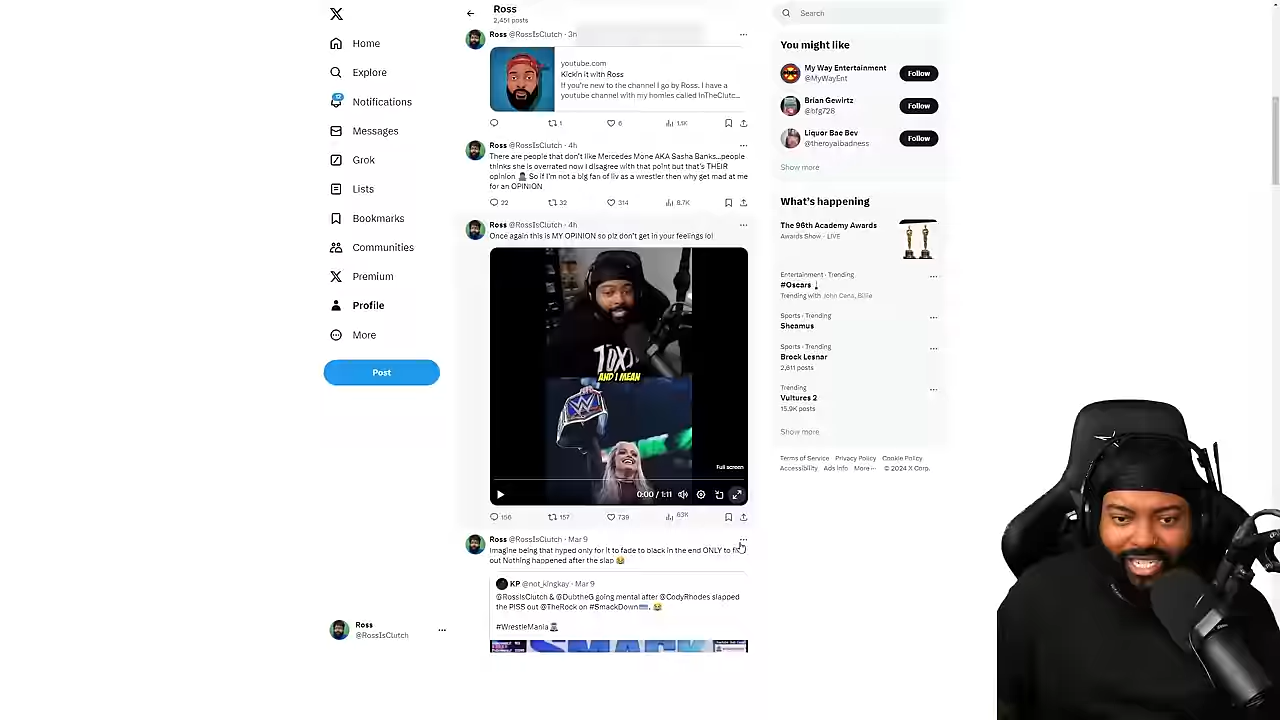 Ross
2,451 posts
Home
Explore
Notifications
Messages
Grok
Lists
Bookmarks
Communities
Premium
Profile
More
Post
Ross
@RossIsClutch
Ross @RossIsClutch · 3h
youtube.com
Kickin it with Ross
If you're new to the channel I go by Ross. I have a
youtube channel with my homies called InTheClutc...
1 6 1.1K
Ross @RossIsClutch · 4h
There are people that don't like Mercedes Mone AKA Sasha Banks...people
thinks she is overrated now I disagree with that point but that's THEIR
opinion So if I'm not a big fan of liv as a wrestler then why get mad at me
for an OPINION
22 32 314 8.7K
Ross @RossIsClutch · 4h
Once again this is MY OPINION so plz don't get in your feelings lol
AND I MEAN
Full screen
0:00 / 1:11
156 157 739 63K
Ross @RossIsClutch · Mar 9
Imagine being that hyped only for it to fade to black in the end ONLY to
out Nothing happened after the slap 😂
KP @not_kingkay · Mar 9
@RossIsClutch & @DubtheG going mental after @CodyRhodes slapped
the PISS out @TheRock on #SmackDown. 😂
#WrestleMania
Search
You might like
My Way Entertainment
@MyWayEnt
Follow
Brian Gewirtz
@bfg728
Follow
Liquor Bae Bev
@theroyalbadness
Follow
Show more
What's happening
The 96th Academy Awards
Awards Show · LIVE
Entertainment · Trending
#Oscars
Trending with John Cena, Billie
Sports · Trending
Sheamus
Sports · Trending
Brock Lesnar
2,611 posts
Trending
Vultures 2
15.9K posts
Show more
Terms of Service Privacy Policy Cookie Policy
Accessibility Ads info More ··· © 2024 X Corp.